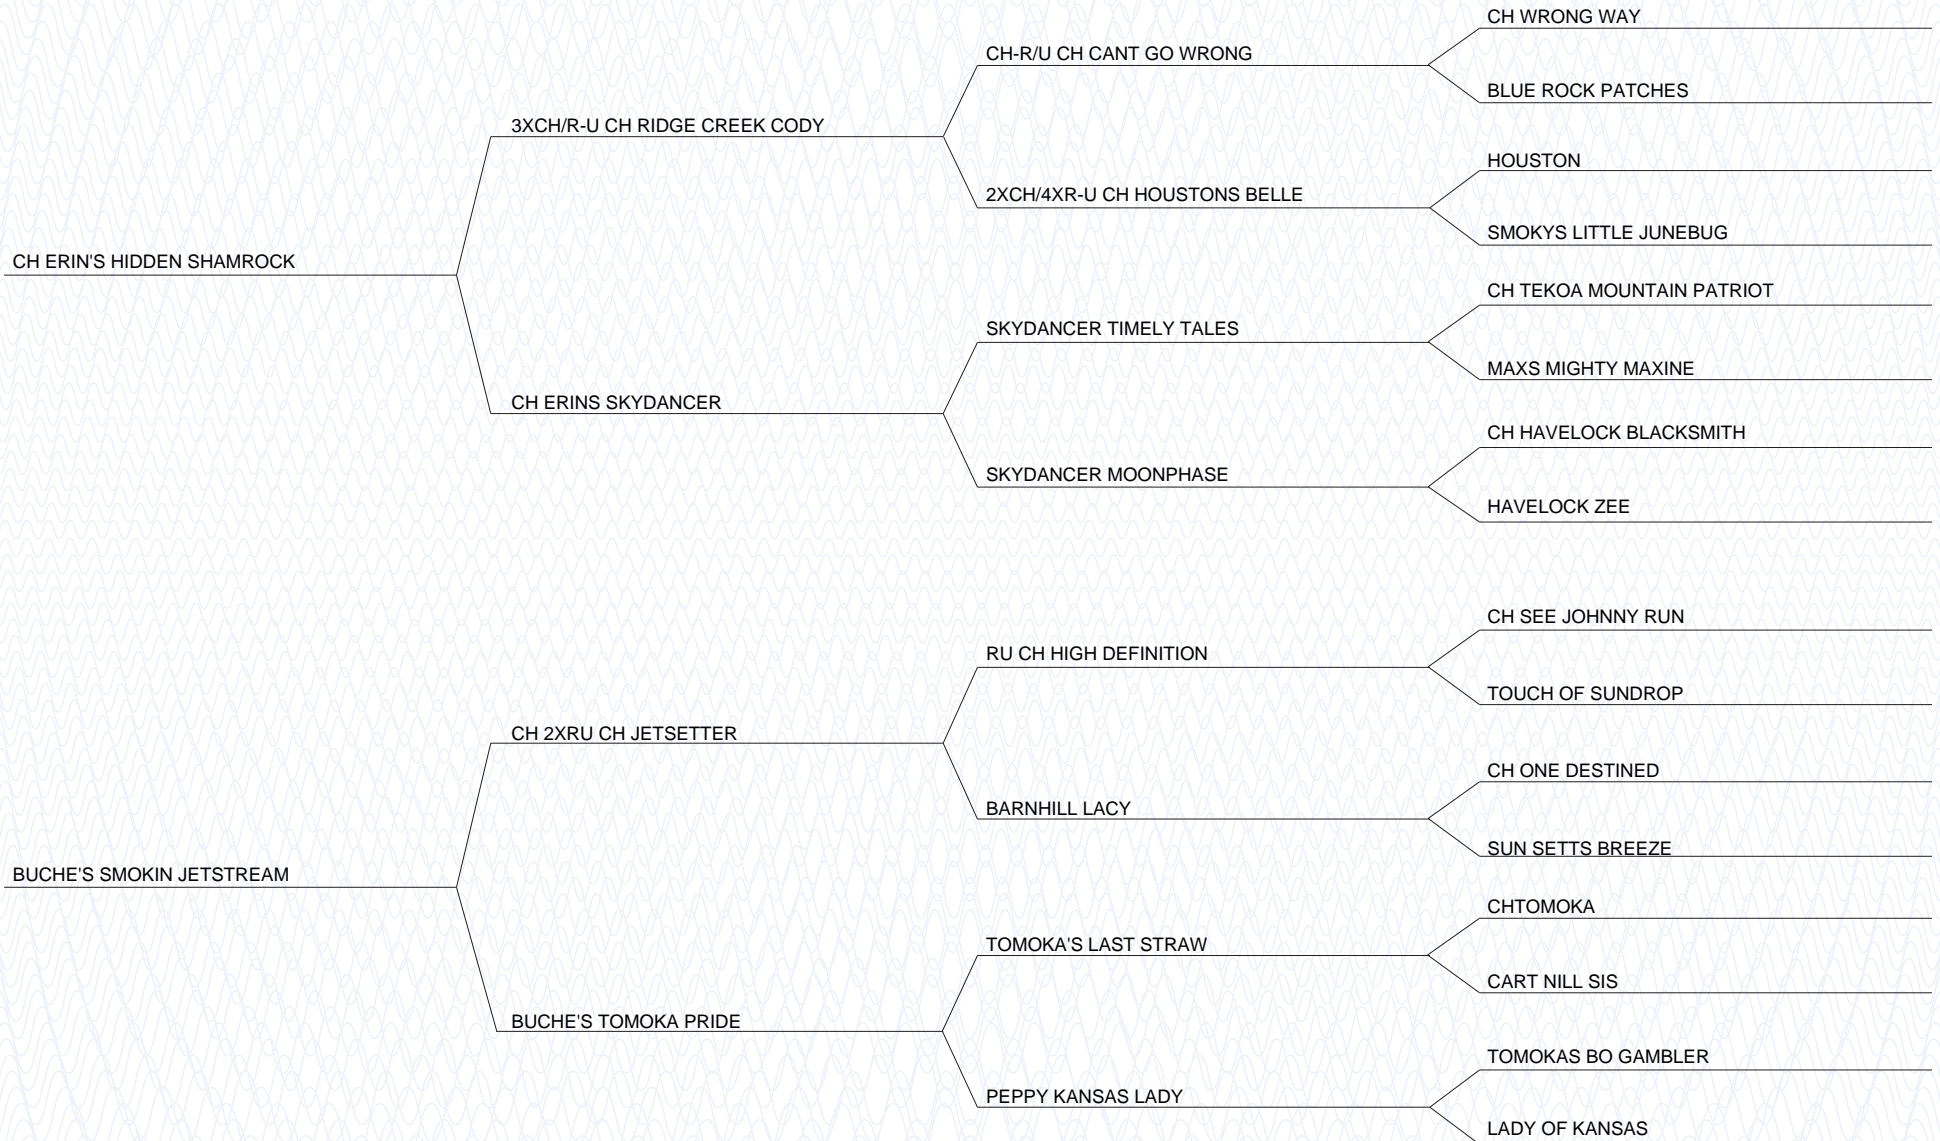 CH WRONG WAY
CH-R/U CH CANT GO WRONG
BLUE ROCK PATCHES
3XCH/R-U CH RIDGE CREEK CODY
HOUSTON
2XCH/4XR-U CH HOUSTONS BELLE
SMOKYS LITTLE JUNEBUG
CH ERIN'S HIDDEN SHAMROCK
CH TEKOA MOUNTAIN PATRIOT
SKYDANCER TIMELY TALES
MAXS MIGHTY MAXINE
CH ERINS SKYDANCER
CH HAVELOCK BLACKSMITH
SKYDANCER MOONPHASE
HAVELOCK ZEE
CH SEE JOHNNY RUN
RU CH HIGH DEFINITION
TOUCH OF SUNDROP
CH 2XRU CH JETSETTER
CH ONE DESTINED
BARNHILL LACY
SUN SETTS BREEZE
BUCHE'S SMOKIN JETSTREAM
CHTOMOKA
TOMOKA'S LAST STRAW
CART NILL SIS
BUCHE'S TOMOKA PRIDE
TOMOKAS BO GAMBLER
PEPPY KANSAS LADY
LADY OF KANSAS